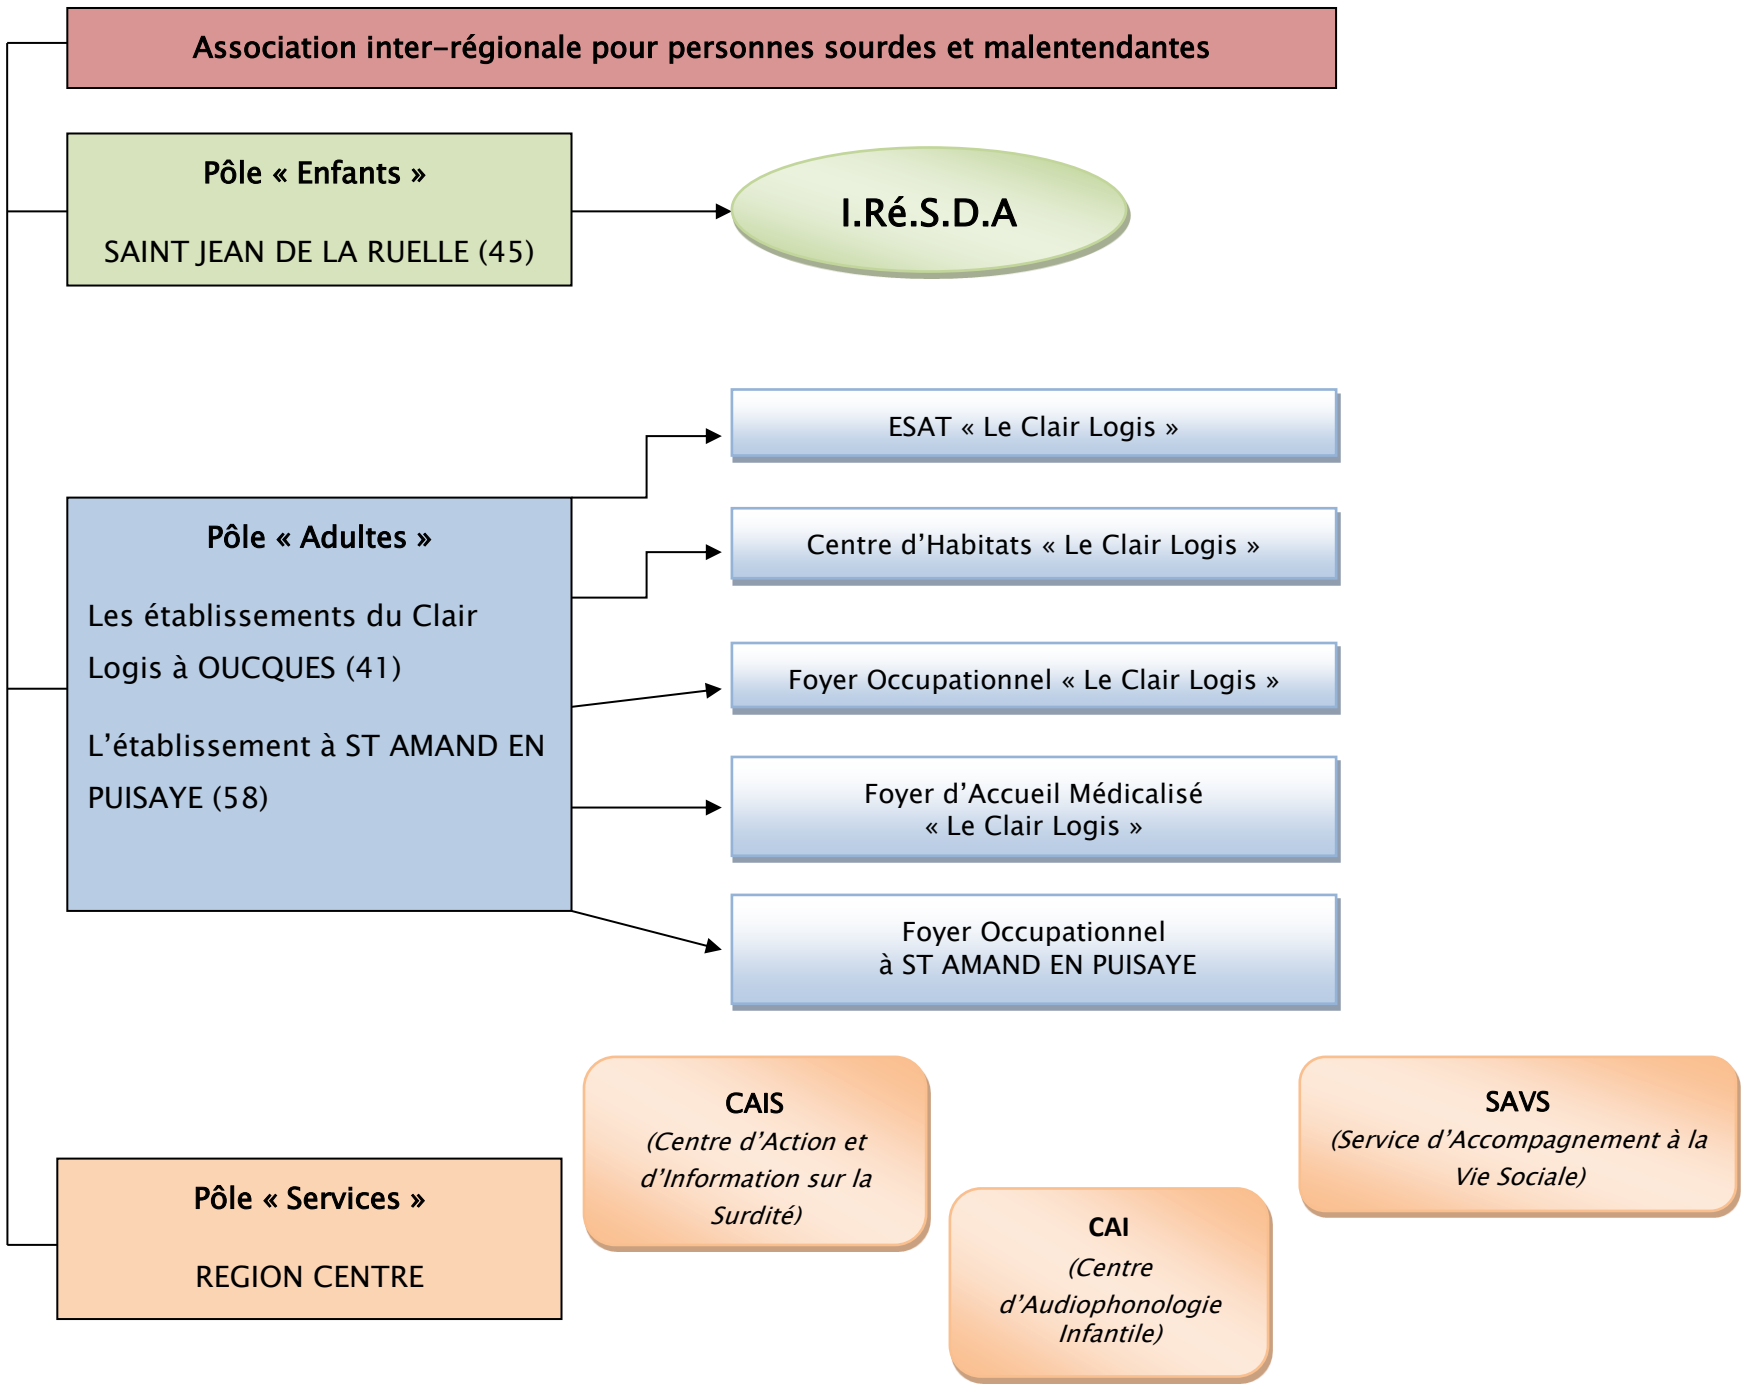 Association inter-régionale pour personnes sourdes et malentendantes
Pôle « Enfants »
SAINT JEAN DE LA RUELLE (45)
I.Ré.S.D.A
ESAT « Le Clair Logis »
Pôle « Adultes »
Les établissements du Clair
Logis à OUCQUES (41)
L’établissement à ST AMAND EN
PUISAYE (58)
Centre d’Habitats « Le Clair Logis »
Foyer Occupationnel « Le Clair Logis »
Foyer d’Accueil Médicalisé
« Le Clair Logis »
Foyer Occupationnel
à ST AMAND EN PUISAYE
Pôle « Services »
REGION CENTRE
CAIS
(Centre d’Action et
d’Information sur la
Surdité)
CAI
(Centre
d’Audiophonologie
Infantile)
SAVS
(Service d’Accompagnement à la
Vie Sociale)